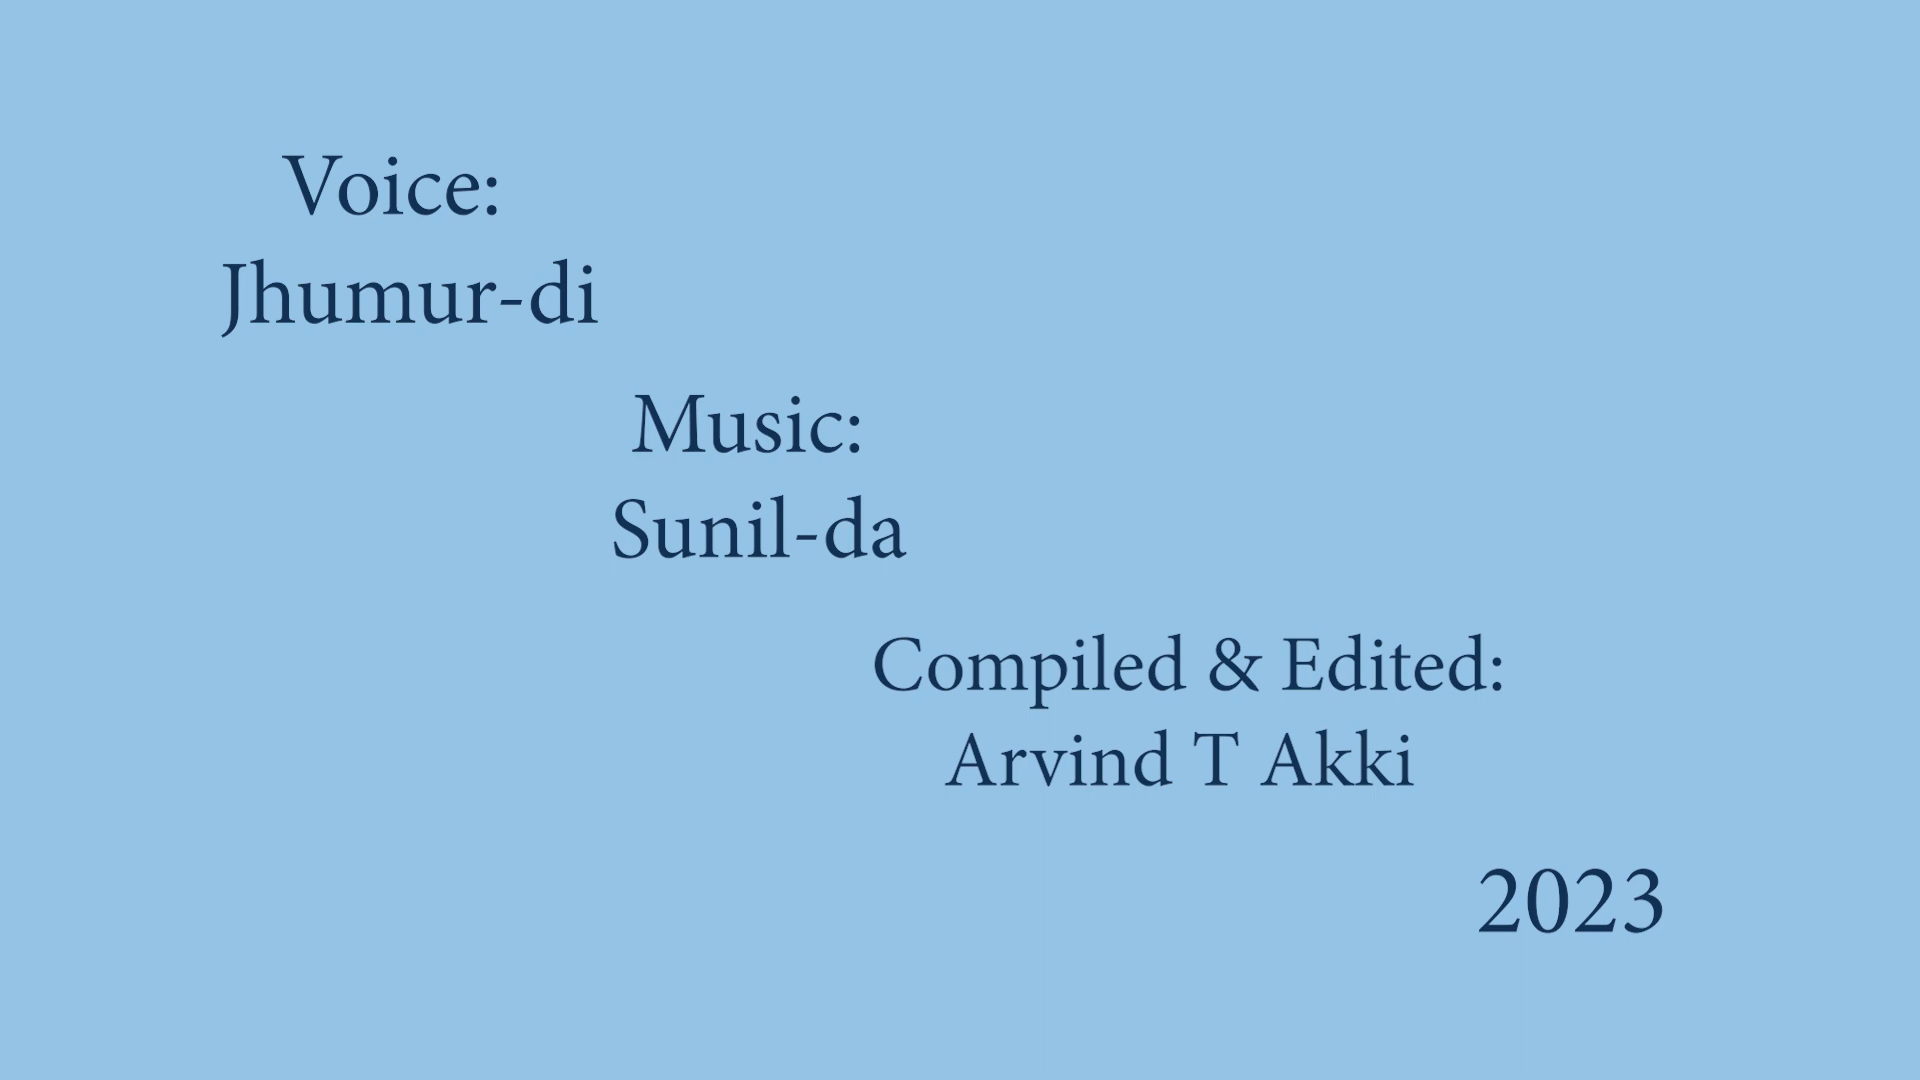 Voice:
Jhumur-di
Music:
Sunil-da
Compiled & Edited:
Arvind T Akki
2023